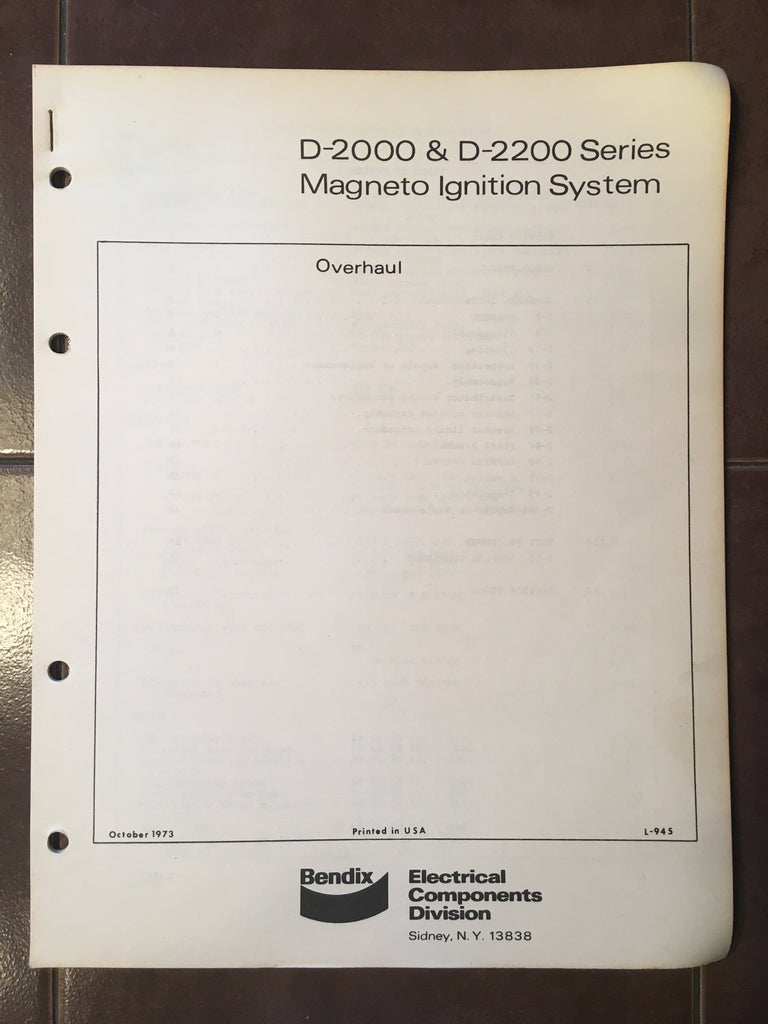 D-2000 & D-2200 Series
Magneto Ignition System
Overhaul
October 1973
Printed in USA
L-945
Bendix
Electrical
Components
Division
Sidney, N.Y. 13838